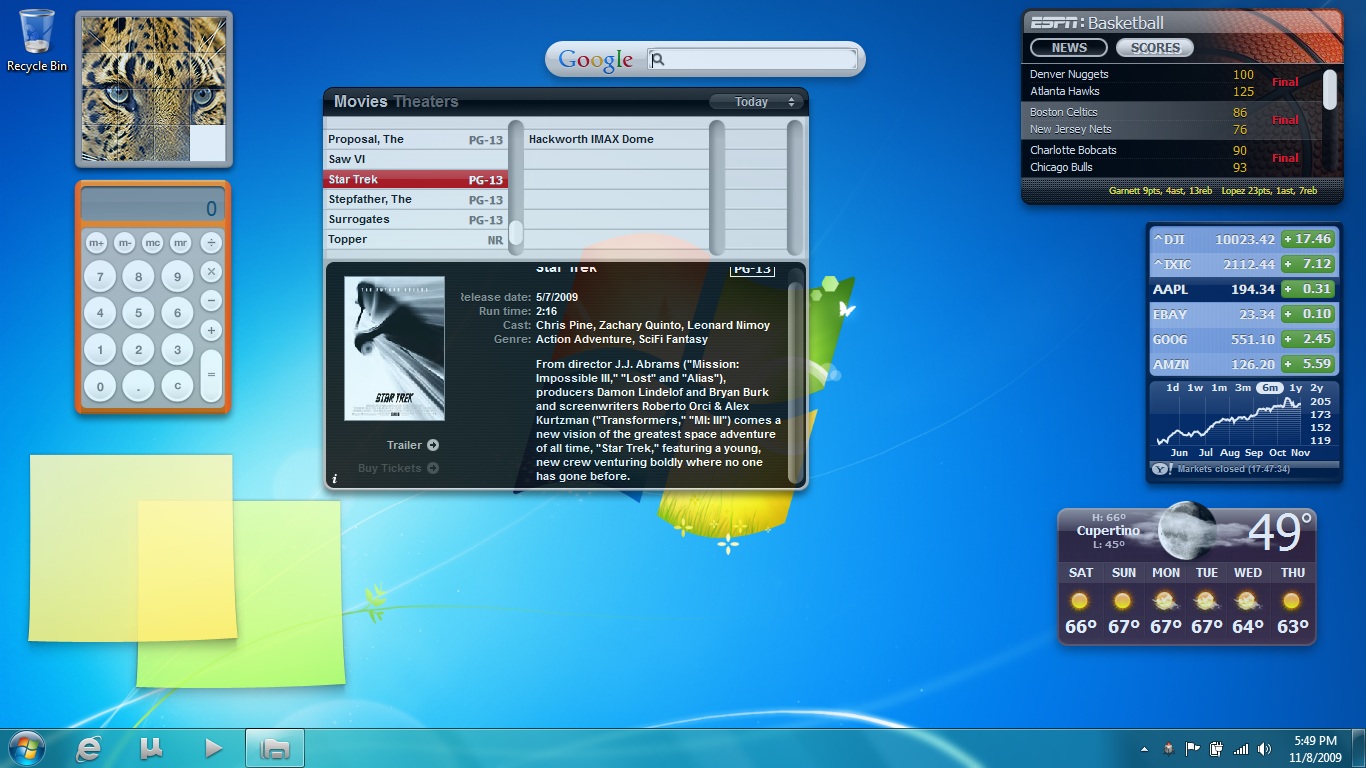 Recycle Bin
0
m+ m- mc mr ÷
7 8 9 ×
4 5 6 −
1 2 3 +
0 . c =
Google
Movies Theaters Today
Proposal, The PG-13 Hackworth IMAX Dome
Saw VI
Star Trek PG-13
Stepfather, The PG-13
Surrogates PG-13
Topper NR
Star Trek PG-13
Release date: 5/7/2009
Run time: 2:16
Cast: Chris Pine, Zachary Quinto, Leonard Nimoy
Genre: Action Adventure, SciFi Fantasy
From director J.J. Abrams ("Mission:
Impossible III," "Lost" and "Alias"),
producers Damon Lindelof and Bryan Burk
and screenwriters Roberto Orci & Alex
Kurtzman ("Transformers," "MI: III") comes a
new vision of the greatest space adventure
of all time, "Star Trek," featuring a young,
new crew venturing boldly where no one
has gone before.
STAR TREK
Trailer
Buy Tickets
i
ESPN: Basketball
NEWS SCORES
Denver Nuggets 100
Atlanta Hawks 125
Final
Boston Celtics 86
New Jersey Nets 76
Final
Charlotte Bobcats 90
Chicago Bulls 93
Final
Garnett 9pts, 4ast, 13reb Lopez 23pts, 1ast, 7reb
^DJI 10023.42 + 17.46
^IXIC 2112.44 + 7.12
AAPL 194.34 + 0.31
EBAY 23.34 + 0.10
GOOG 551.10 + 2.45
AMZN 126.20 + 5.59
1d 1w 1m 3m 6m 1y 2y
205
173
152
119
Jun Jul Aug Sep Oct Nov
Y! Markets closed (17:47:34)
H: 66º
Cupertino
L: 45º
49°
SAT SUN MON TUE WED THU
66º 67º 67º 67º 64º 63º
5:49 PM
11/8/2009